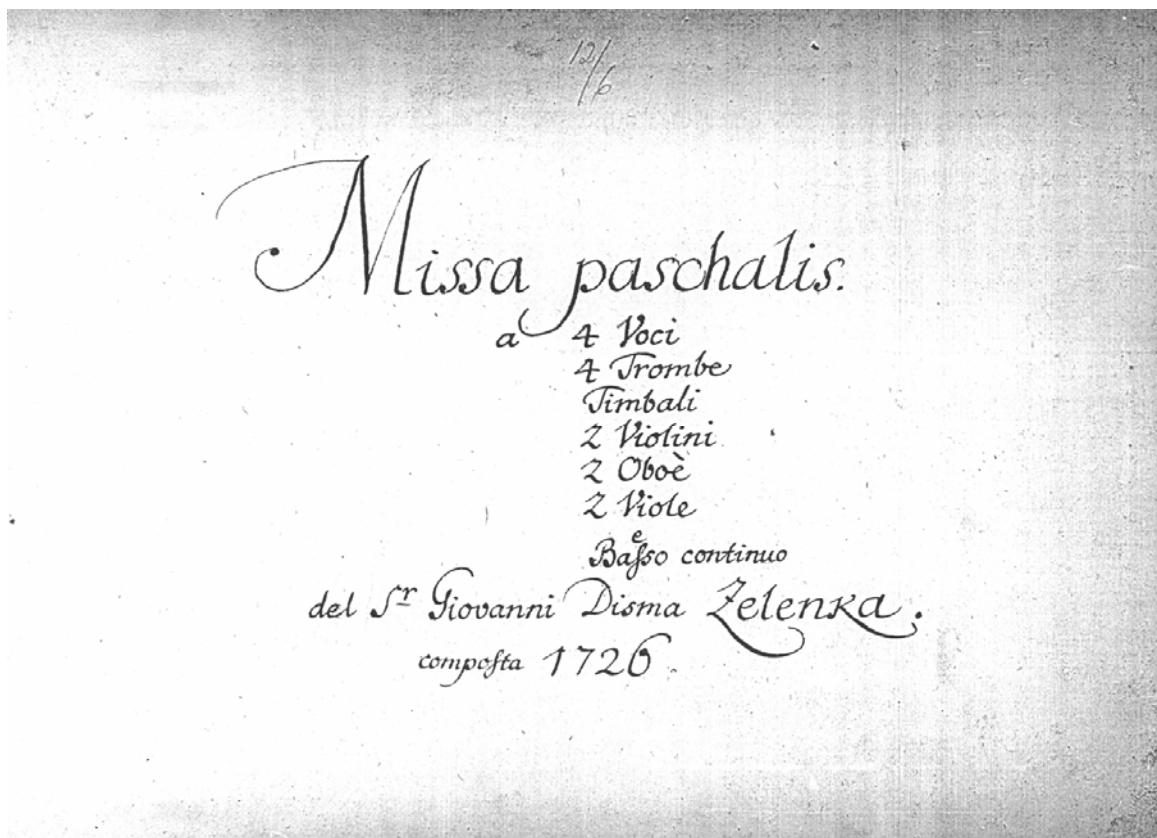 12/6
Missa paschalis.
a 4 Voci
4 Trombe
Timbali
2 Violini
2 Oboè
2 Viole
e
Baſso continuo
del Sr Giovanni Disma Zelenka.
compoſta 1726.